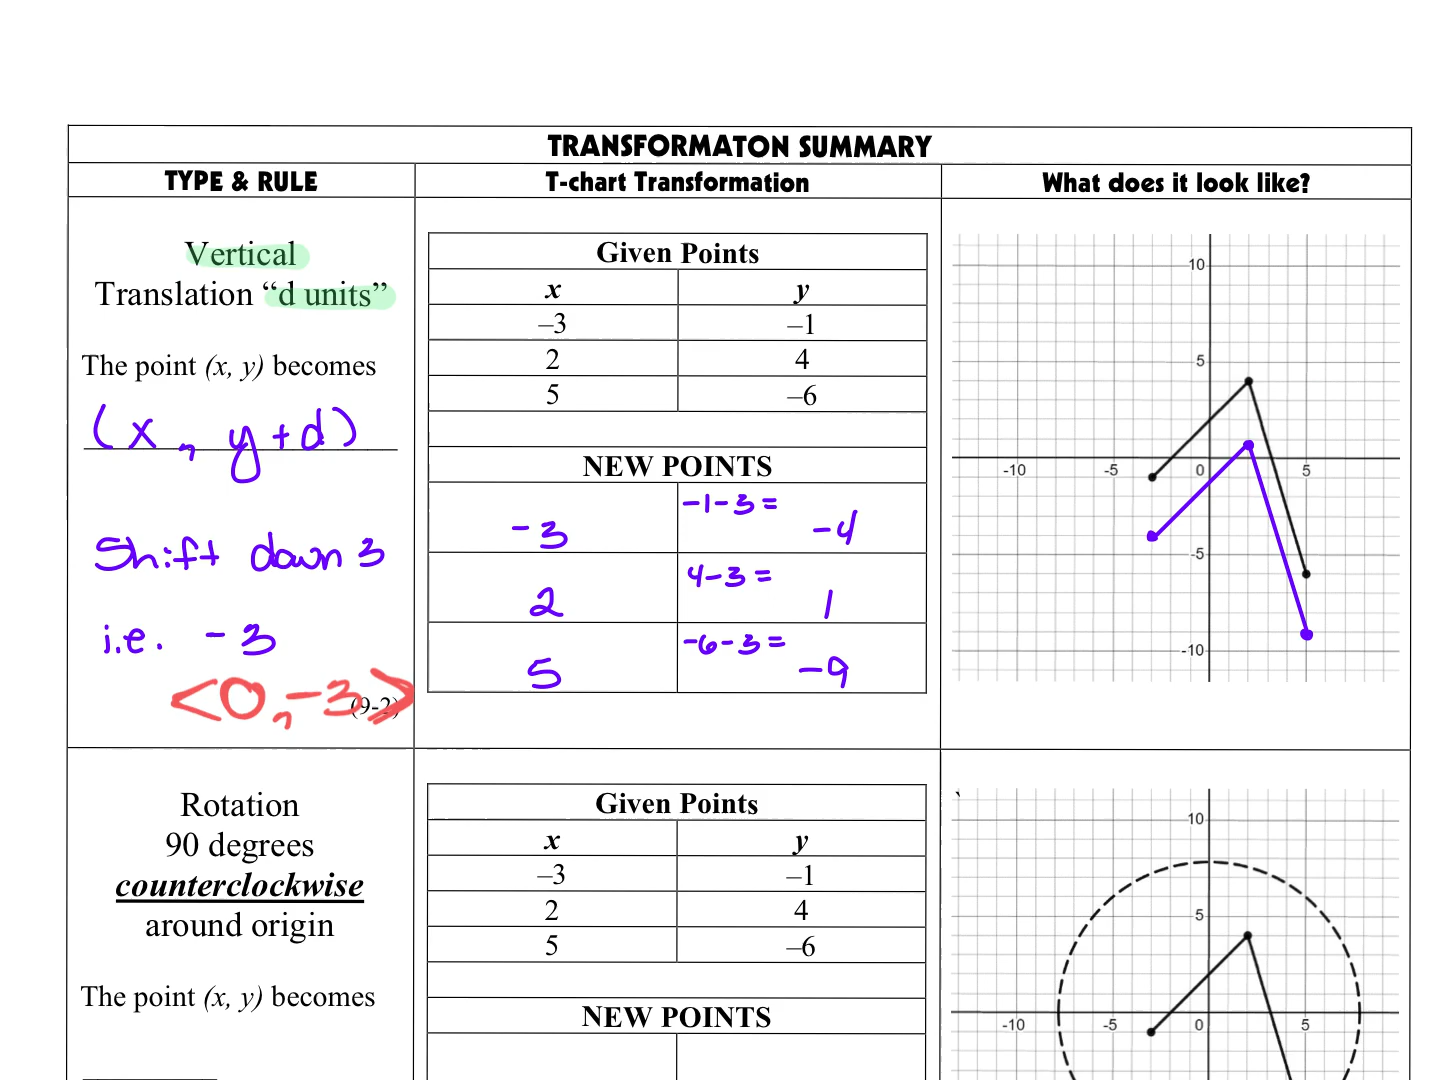 TRANSFORMATON SUMMARY
TYPE & RULE
T-chart Transformation
What does it look like?
Vertical
Translation “d units”
The point (x, y) becomes
(x, y+d)
Shift down 3
i.e. -3
<0, -3>
(9-2)
Given Points
x y
–3 –1
2 4
5 –6
NEW POINTS
-3 -1-3= -4
2 4-3= 1
5 -6-3= -9
10
5
-10 -5 0 5
-5
-10
Rotation
90 degrees
counterclockwise
around origin
The point (x, y) becomes
Given Points
x y
–3 –1
2 4
5 –6
NEW POINTS
10
5
-10 -5 0 5